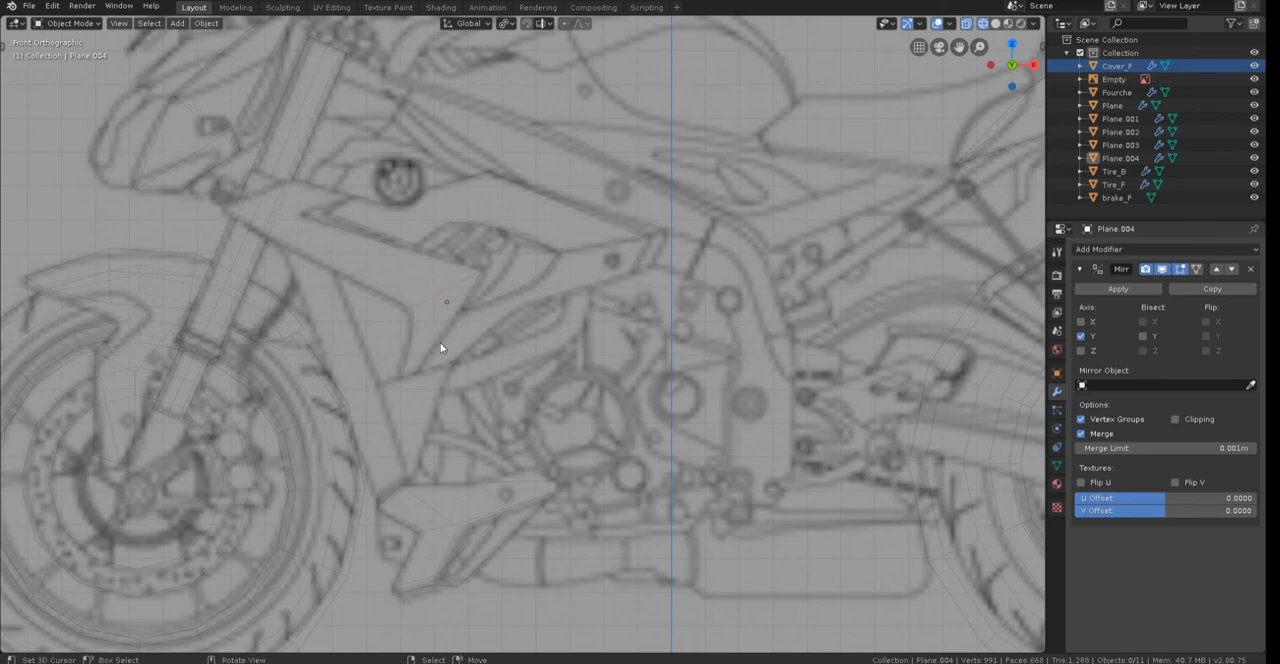 File Edit Render Window Help
Layout Modeling Sculpting UV Editing Texture Paint Shading Animation Rendering Compositing Scripting +
Scene
View Layer
Object Mode View Select Add Object
Global
Front Orthographic
(1) Collection | Plane.004
Z
Y
X
Scene Collection
Collection
Cover_F
Empty
Fourche
Plane
Plane.001
Plane.002
Plane.003
Plane.004
Tire_B
Tire_F
brake_F
Plane.004
Add Modifier
Mirr
Apply Copy
Axis: Bisect: Flip:
X X X
Y Y Y
Z Z Z
Mirror Object:
Options:
Vertex Groups Clipping
Merge
Merge Limit: 0.001m
Textures:
Flip U Flip V
U Offset: 0.0000
V Offset: 0.0000
Set 3D Cursor Box Select Rotate View Select Move
Collection | Plane.004 | Verts:991 | Faces:668 | Tris:1,288 | Objects:0/11 | Mem: 40.7 MB | v2.80.75